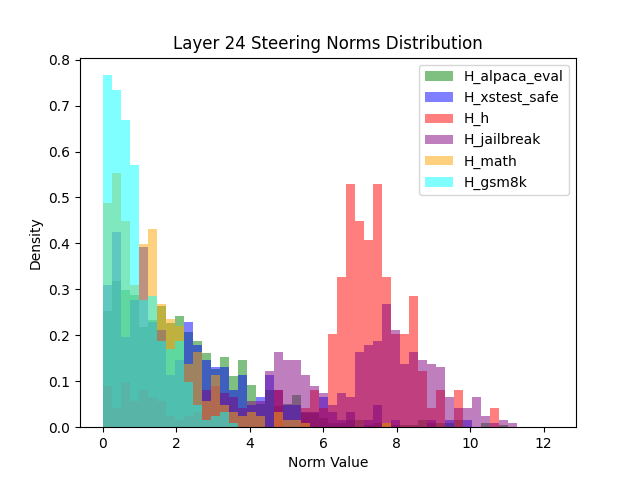 Layer 24 Steering Norms Distribution
0.8
0.7
0.6
0.5
0.4
0.3
0.2
0.1
0.0
Density
H_alpaca_eval
H_xstest_safe
H_h
H_jailbreak
H_math
H_gsm8k
0 2 4 6 8 10 12
Norm Value